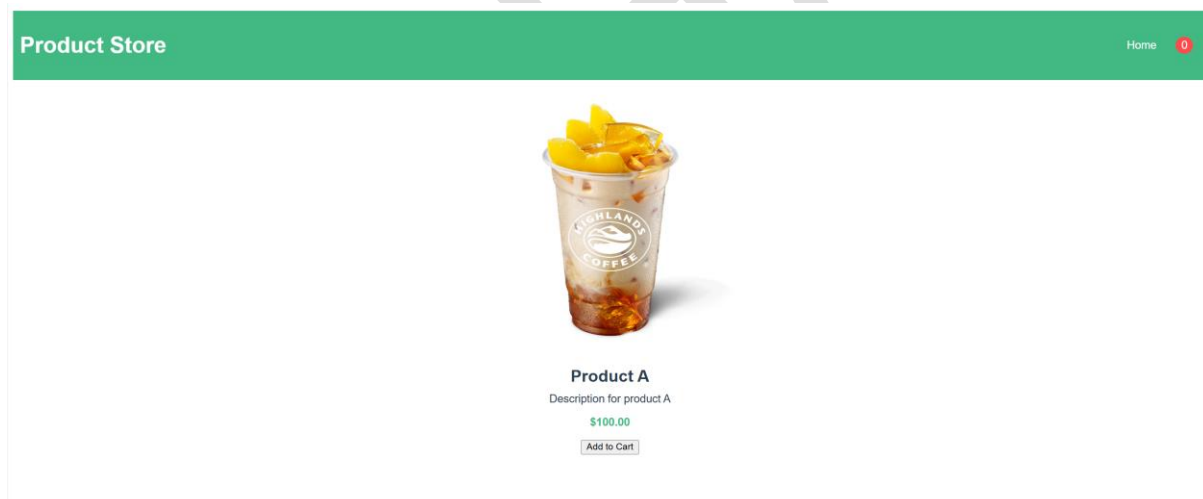 Product Store
Home 0
HIGHLANDS
COFFEE
Product A
Description for product A
$100.00
Add to Cart